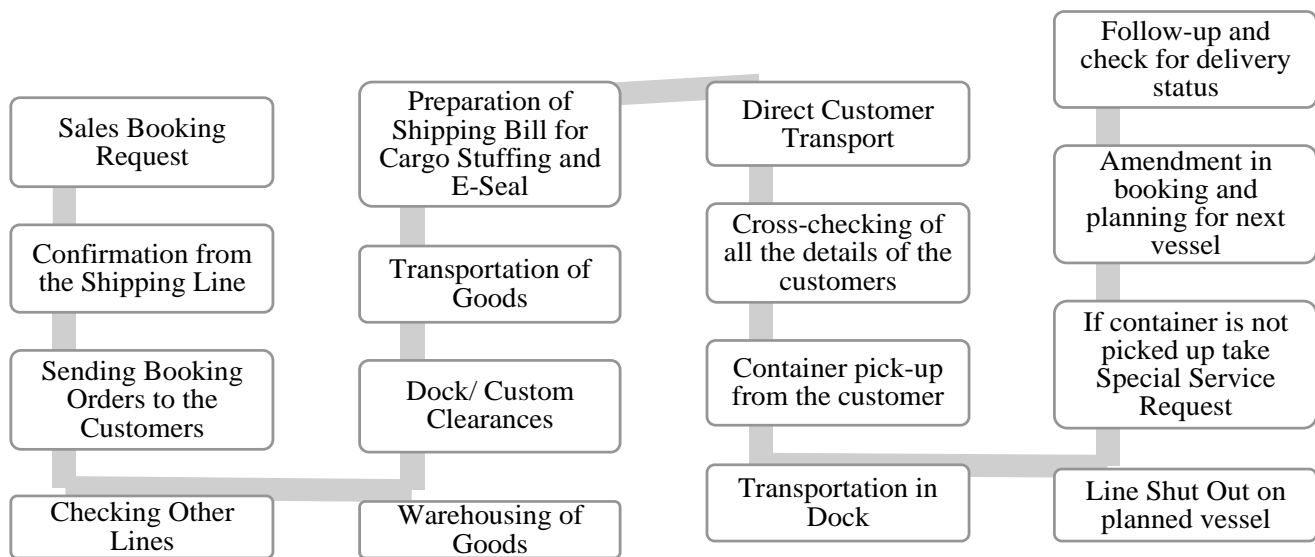 Sales Booking
Request
Confirmation from
the Shipping Line
Sending Booking
Orders to the
Customers
Checking Other
Lines
Warehousing of
Goods
Dock/ Custom
Clearances
Transportation of
Goods
Preparation of
Shipping Bill for
Cargo Stuffing and
E-Seal
Direct Customer
Transport
Cross-checking of
all the details of the
customers
Container pick-up
from the customer
Transportation in
Dock
Line Shut Out on
planned vessel
If container is not
picked up take
Special Service
Request
Amendment in
booking and
planning for next
vessel
Follow-up and
check for delivery
status